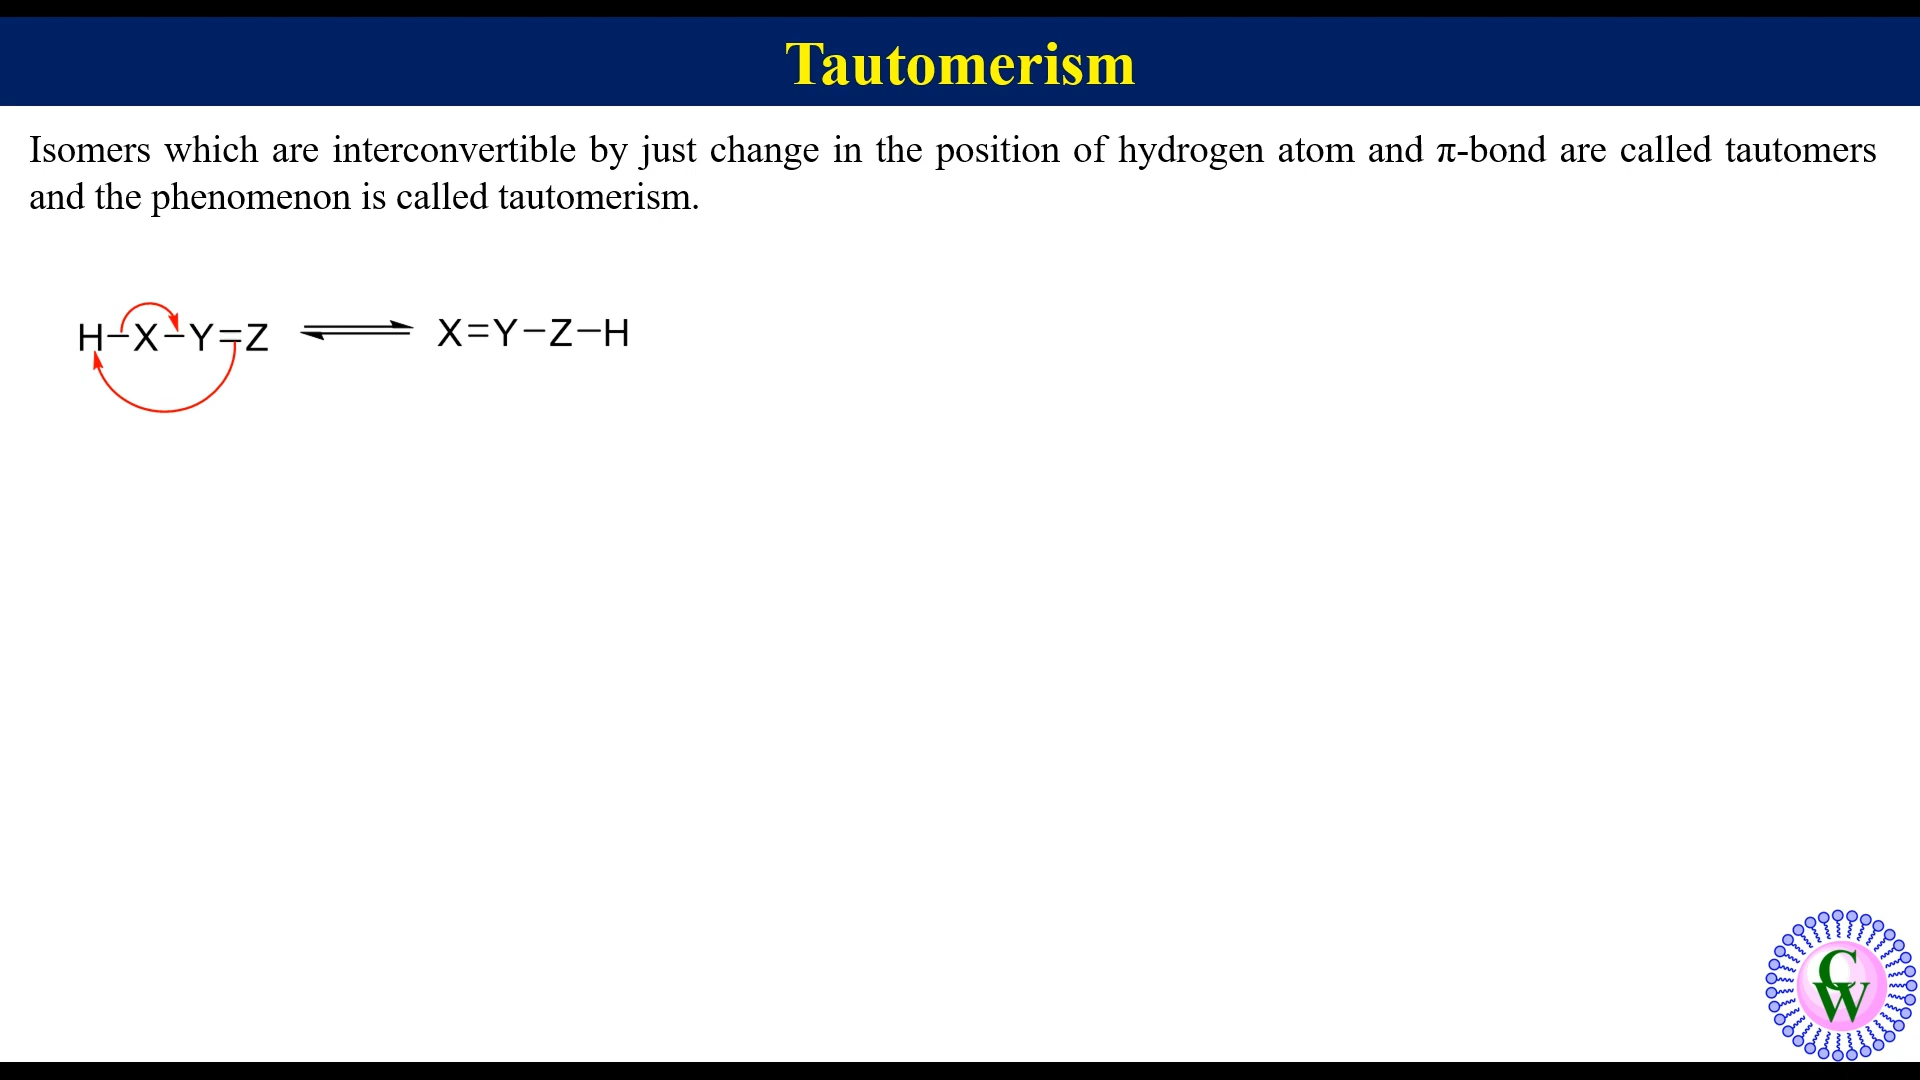 Tautomerism
Isomers which are interconvertible by just change in the position of hydrogen atom and π-bond are called tautomers
and the phenomenon is called tautomerism.
H–X–Y=Z ⇌ X=Y–Z–H
CW